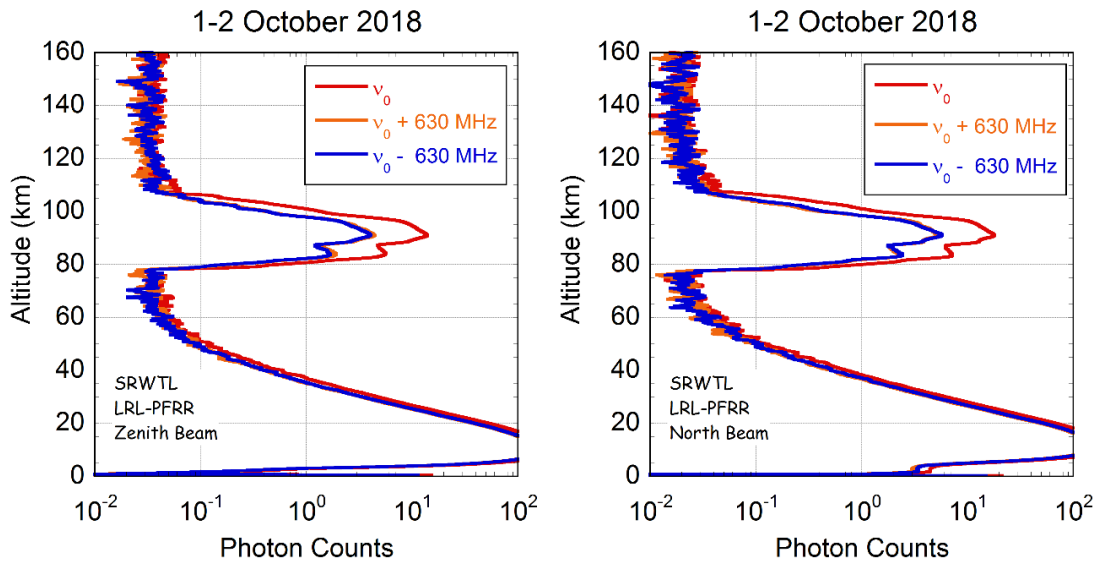 1-2 October 2018
160
140
120
100
80
60
40
20
0
Altitude (km)
ν₀
ν₀ + 630 MHz
ν₀ - 630 MHz
SRWTL
LRL-PFRR
Zenith Beam
10⁻² 10⁻¹ 10⁰ 10¹ 10²
Photon Counts
1-2 October 2018
160
140
120
100
80
60
40
20
0
Altitude (km)
ν₀
ν₀ + 630 MHz
ν₀ - 630 MHz
SRWTL
LRL-PFRR
North Beam
10⁻² 10⁻¹ 10⁰ 10¹ 10²
Photon Counts